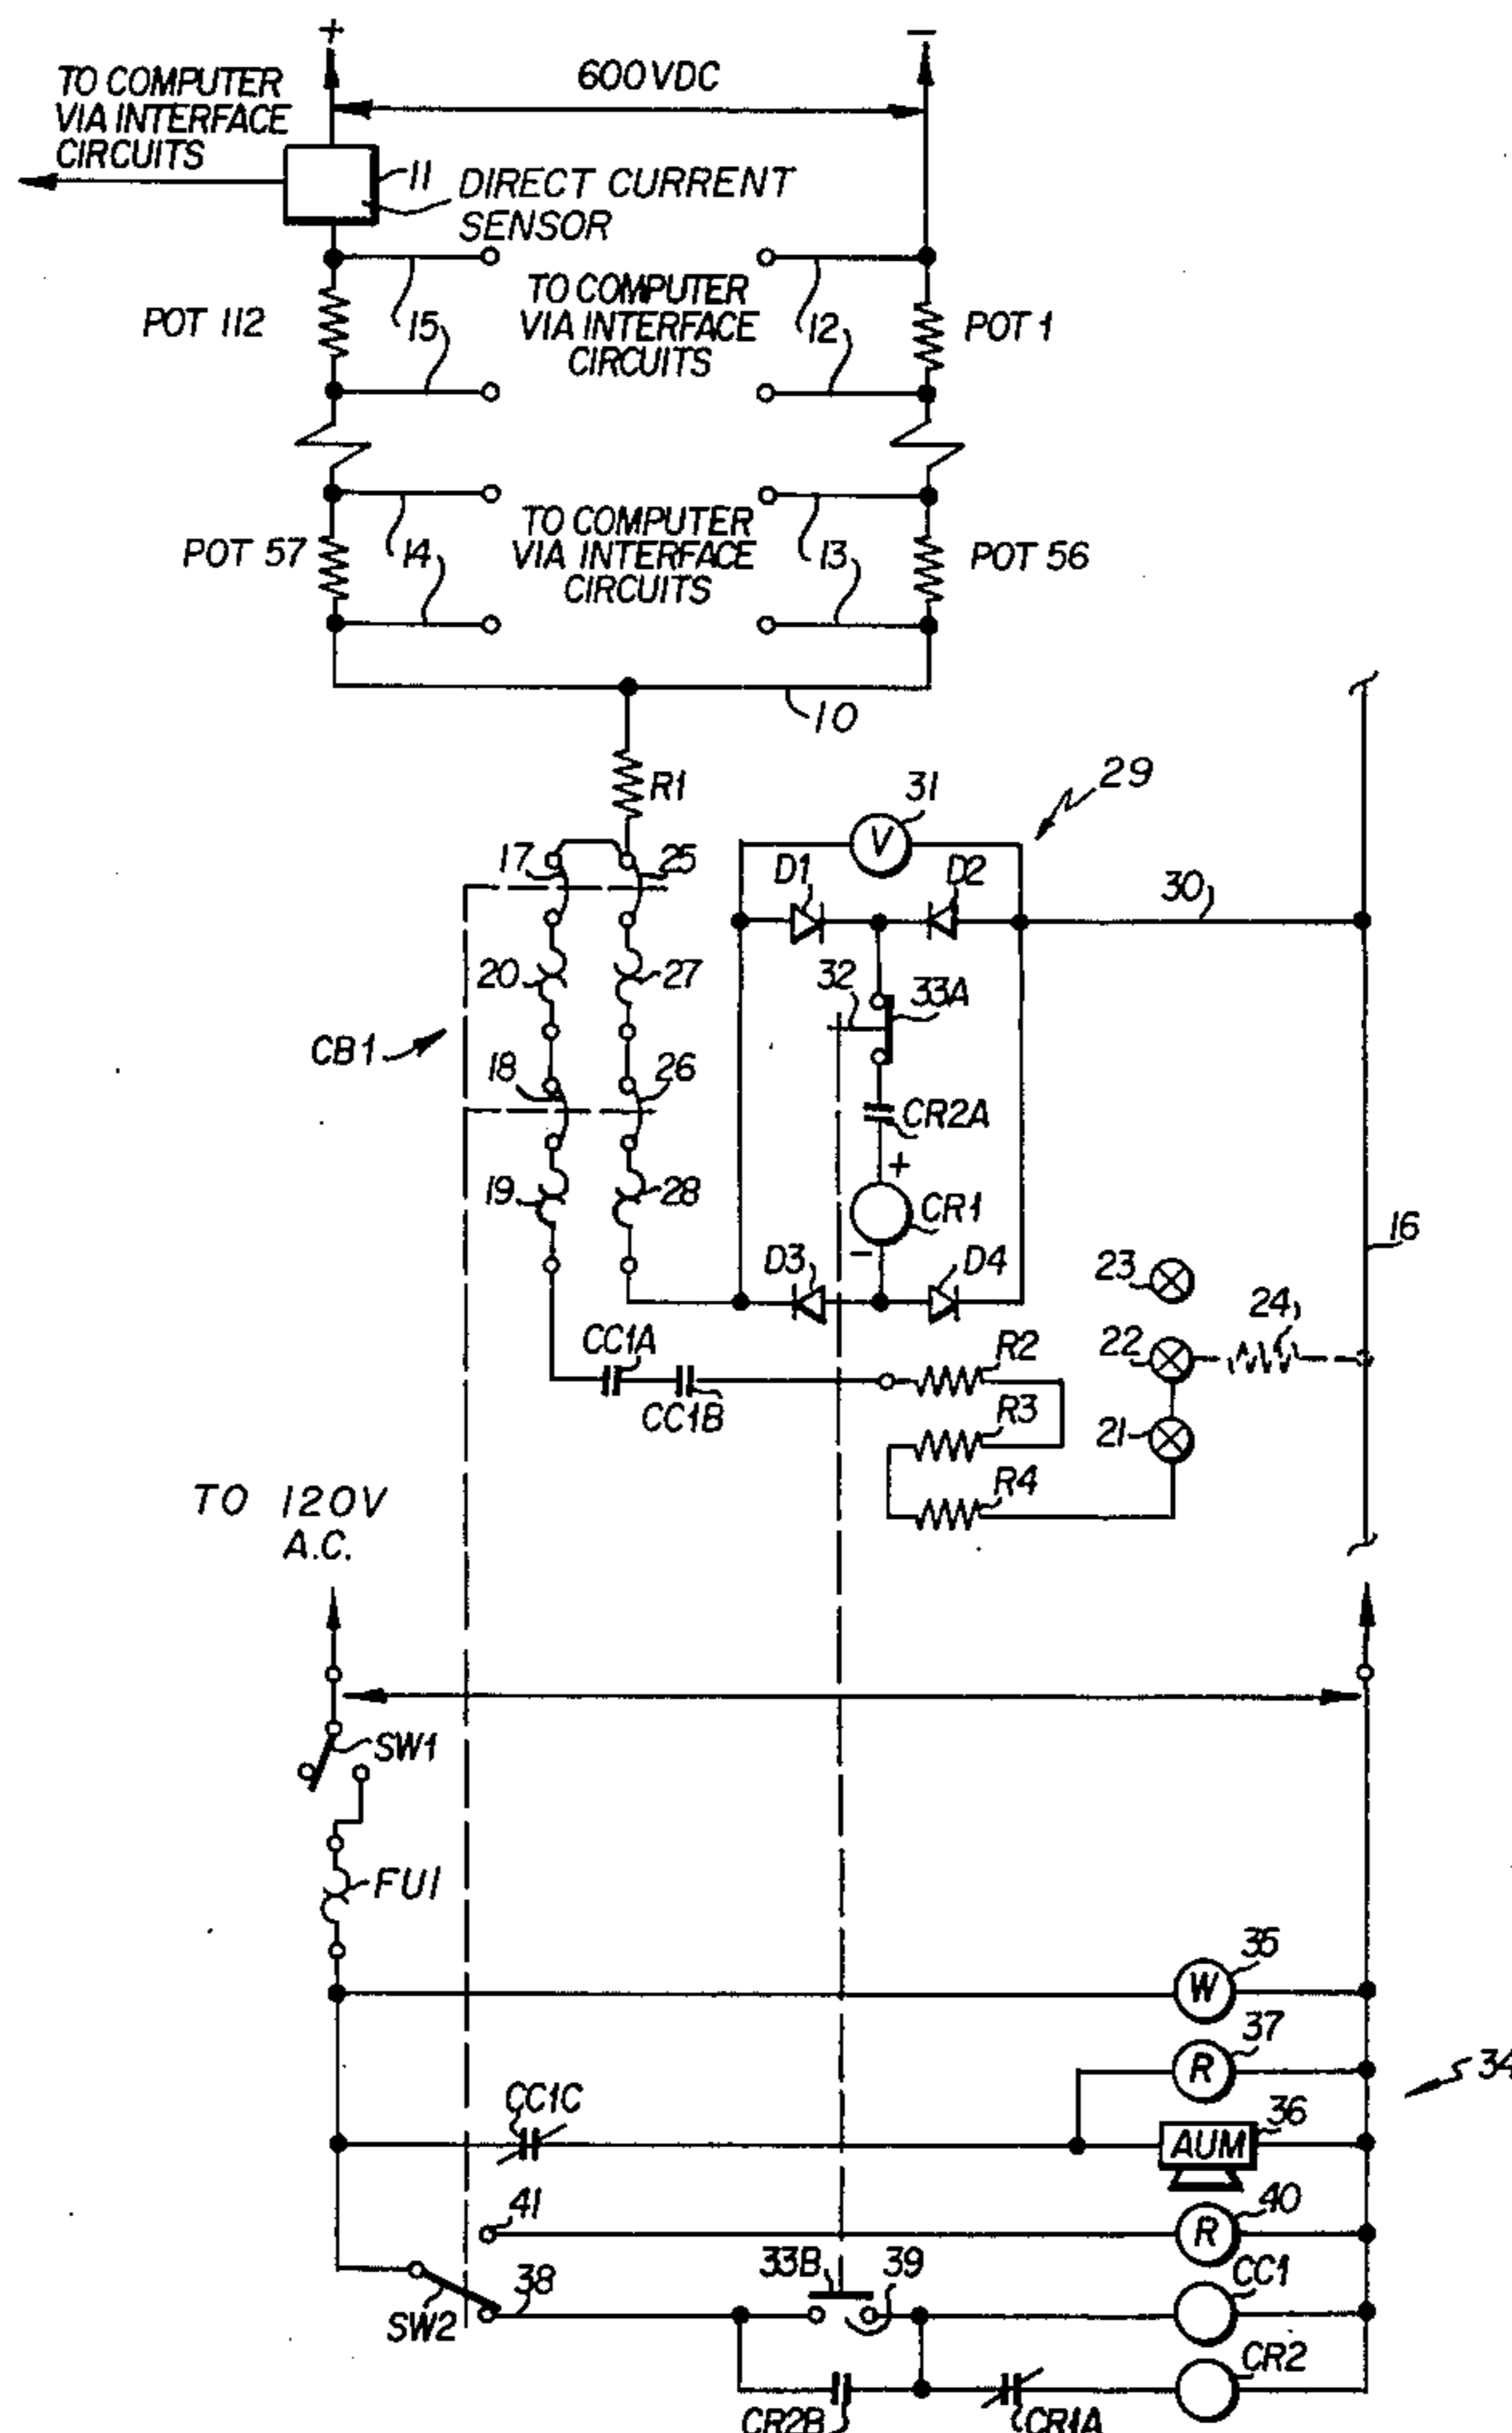 +
−
600VDC
TO COMPUTER
VIA INTERFACE
CIRCUITS
11
DIRECT CURRENT
SENSOR
POT 112
15
TO COMPUTER
VIA INTERFACE
CIRCUITS
12
POT 1
POT 57
14
TO COMPUTER
VIA INTERFACE
CIRCUITS
13
POT 56
10
R1
31
29
V
17
25
D1
D2
30
20
27
32
33A
CB1
18
26
CR2A
+
19
28
CR1
−
16
D3
D4
23
24
CC1A
R2
22
CC1B
R3
21
R4
TO 120V
A.C.
SW1
FU1
35
W
37
R
34
CC1C
36
AUM
41
40
R
33B
39
CC1
38
SW2
CR2
CR2B
CR1A